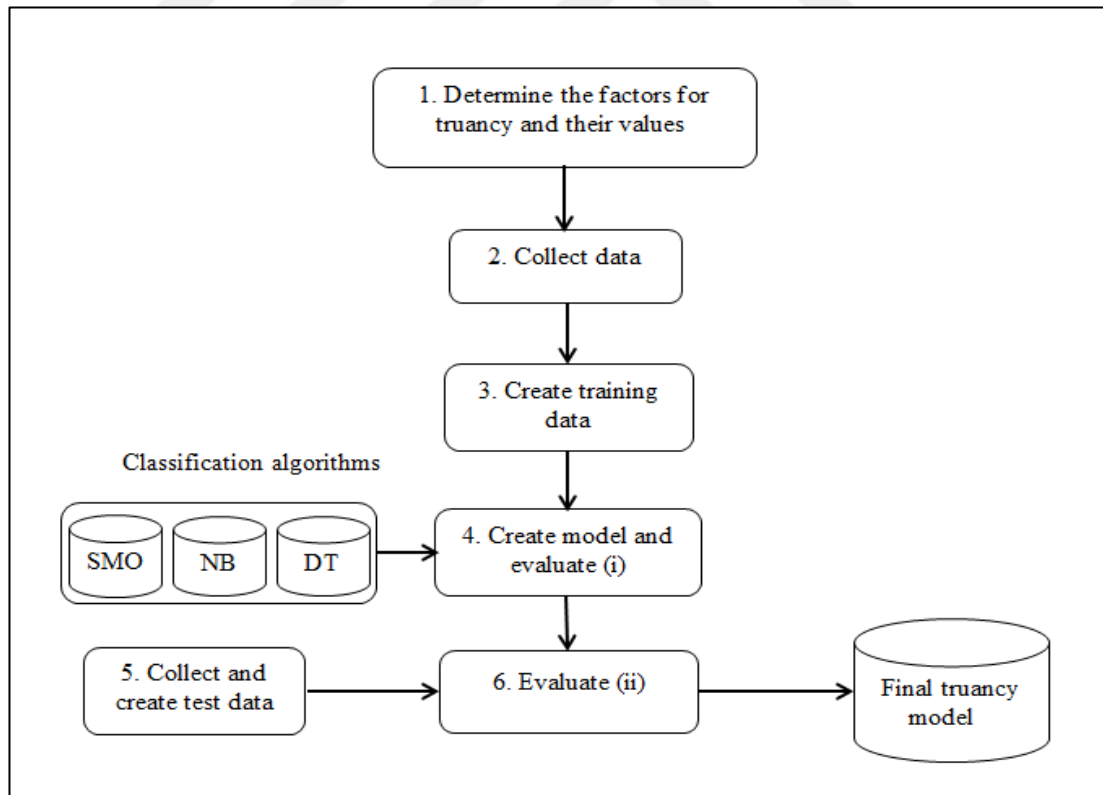 1. Determine the factors for
truancy and their values
2. Collect data
3. Create training
data
Classification algorithms
SMO
NB
DT
4. Create model and
evaluate (i)
5. Collect and
create test data
6. Evaluate (ii)
Final truancy
model